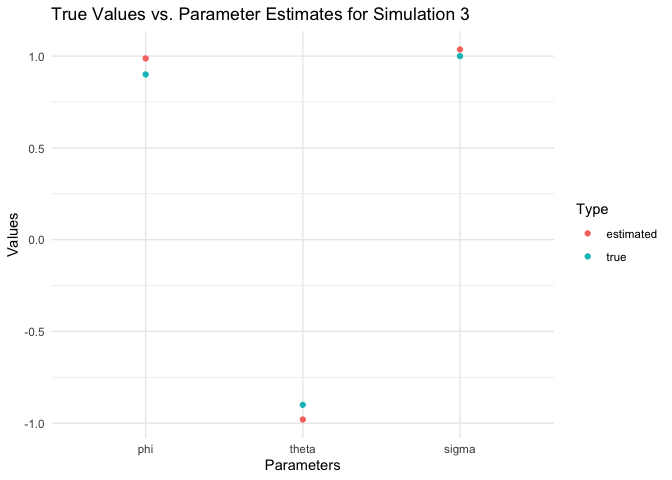 True Values vs. Parameter Estimates for Simulation 3
1.0
0.5
0.0
-0.5
-1.0
Values
phi theta sigma
Parameters
Type
estimated
true